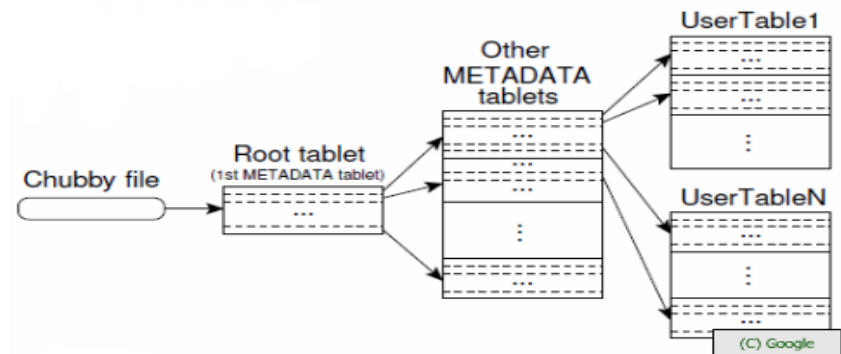 Chubby file
Root tablet
(1st METADATA tablet)
...
Other
METADATA
tablets
...
...
...
...
...
UserTable1
...
...
...
UserTableN
...
...
...
(C) Google